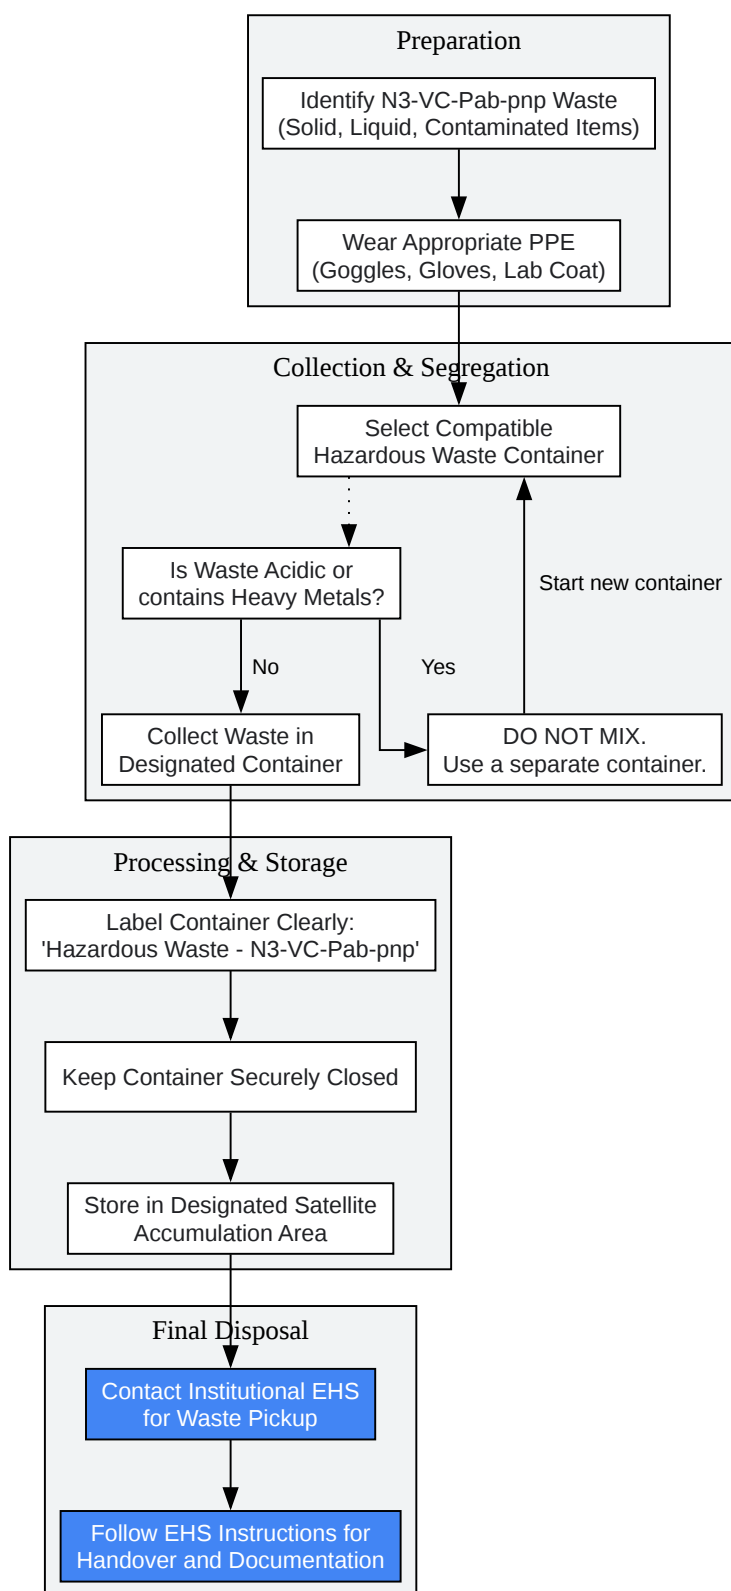 Preparation
Identify N3-VC-Pab-pnp Waste
(Solid, Liquid, Contaminated Items)
Wear Appropriate PPE
(Goggles, Gloves, Lab Coat)
Collection & Segregation
Select Compatible
Hazardous Waste Container
Is Waste Acidic or
contains Heavy Metals?
Start new container
No
Yes
Collect Waste in
Designated Container
DO NOT MIX.
Use a separate container.
Processing & Storage
Label Container Clearly:
'Hazardous Waste - N3-VC-Pab-pnp'
Keep Container Securely Closed
Store in Designated Satellite
Accumulation Area
Final Disposal
Contact Institutional EHS
for Waste Pickup
Follow EHS Instructions for
Handover and Documentation